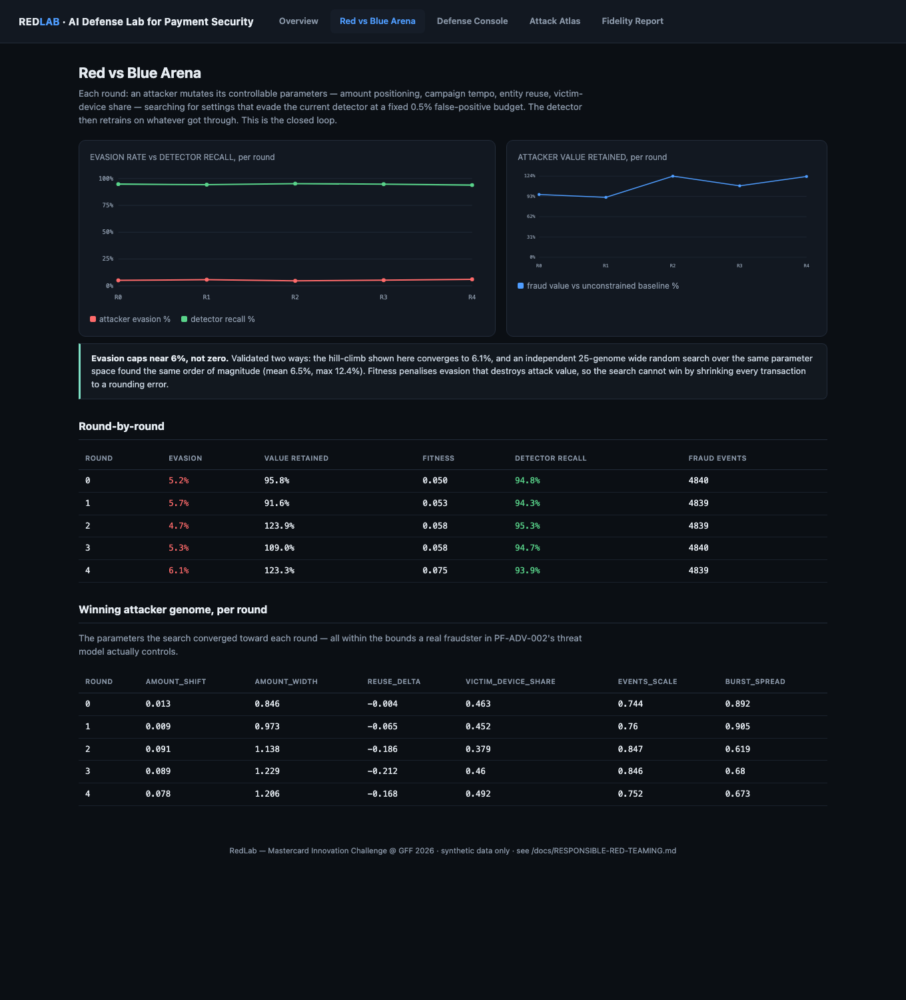 REDLAB · AI Defense Lab for Payment Security
Overview
Red vs Blue Arena
Defense Console
Attack Atlas
Fidelity Report
Red vs Blue Arena
Each round: an attacker mutates its controllable parameters — amount positioning, campaign tempo, entity reuse, victim-
device share — searching for settings that evade the current detector at a fixed 0.5% false-positive budget. The detector
then retrains on whatever got through. This is the closed loop.
EVASION RATE vs DETECTOR RECALL, per round
100%
75%
50%
25%
0%
R0 R1 R2 R3 R4
attacker evasion % detector recall %
ATTACKER VALUE RETAINED, per round
124%
93%
62%
31%
0%
R0 R1 R2 R3 R4
fraud value vs unconstrained baseline %
Evasion caps near 6%, not zero. Validated two ways: the hill-climb shown here converges to 6.1%, and an independent 25-genome wide random search over the same parameter
space found the same order of magnitude (mean 6.5%, max 12.4%). Fitness penalises evasion that destroys attack value, so the search cannot win by shrinking every transaction
to a rounding error.
Round-by-round
ROUND EVASION VALUE RETAINED FITNESS DETECTOR RECALL FRAUD EVENTS
0 5.2% 95.8% 0.050 94.8% 4840
1 5.7% 91.6% 0.053 94.3% 4839
2 4.7% 123.9% 0.058 95.3% 4839
3 5.3% 109.0% 0.058 94.7% 4840
4 6.1% 123.3% 0.075 93.9% 4839
Winning attacker genome, per round
The parameters the search converged toward each round — all within the bounds a real fraudster in PF-ADV-002's threat
model actually controls.
ROUND AMOUNT_SHIFT AMOUNT_WIDTH REUSE_DELTA VICTIM_DEVICE_SHARE EVENTS_SCALE BURST_SPREAD
0 0.013 0.846 −0.004 0.463 0.744 0.892
1 0.009 0.973 −0.065 0.452 0.76 0.905
2 0.091 1.138 −0.186 0.379 0.847 0.619
3 0.089 1.229 −0.212 0.46 0.846 0.68
4 0.078 1.206 −0.168 0.492 0.752 0.673
RedLab — Mastercard Innovation Challenge @ GFF 2026 · synthetic data only · see /docs/RESPONSIBLE-RED-TEAMING.md